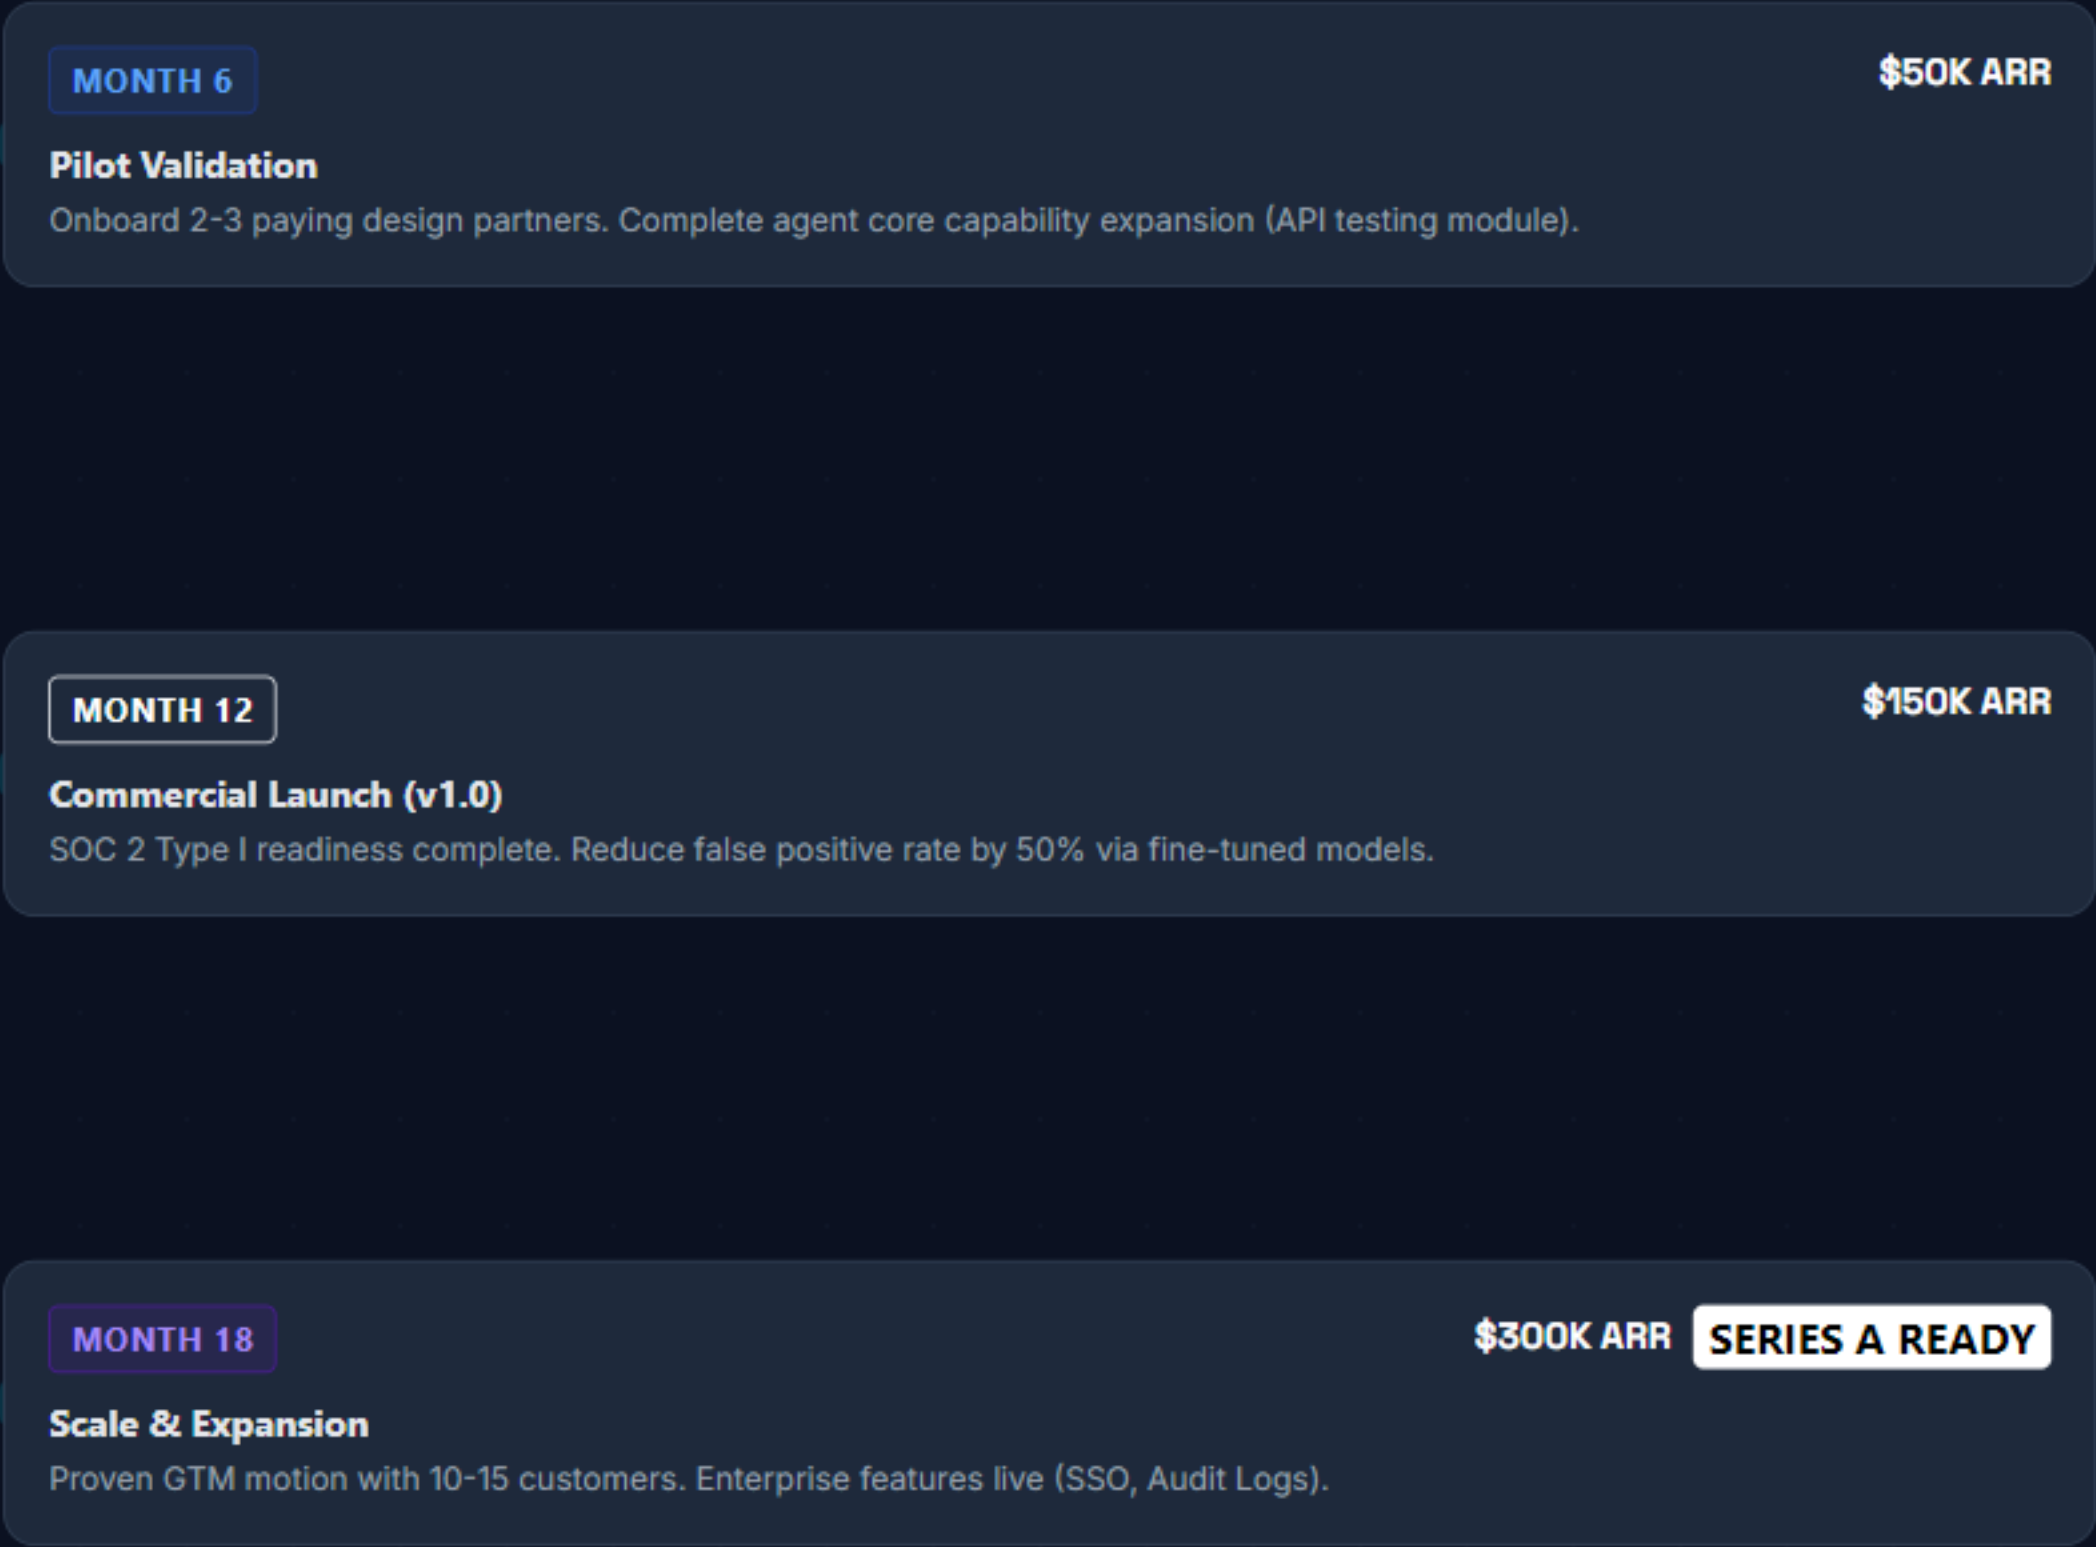 MONTH 6
$50K ARR
Pilot Validation
Onboard 2-3 paying design partners. Complete agent core capability expansion (API testing module).
MONTH 12
$150K ARR
Commercial Launch (v1.0)
SOC 2 Type I readiness complete. Reduce false positive rate by 50% via fine-tuned models.
MONTH 18
$300K ARR
SERIES A READY
Scale & Expansion
Proven GTM motion with 10-15 customers. Enterprise features live (SSO, Audit Logs).